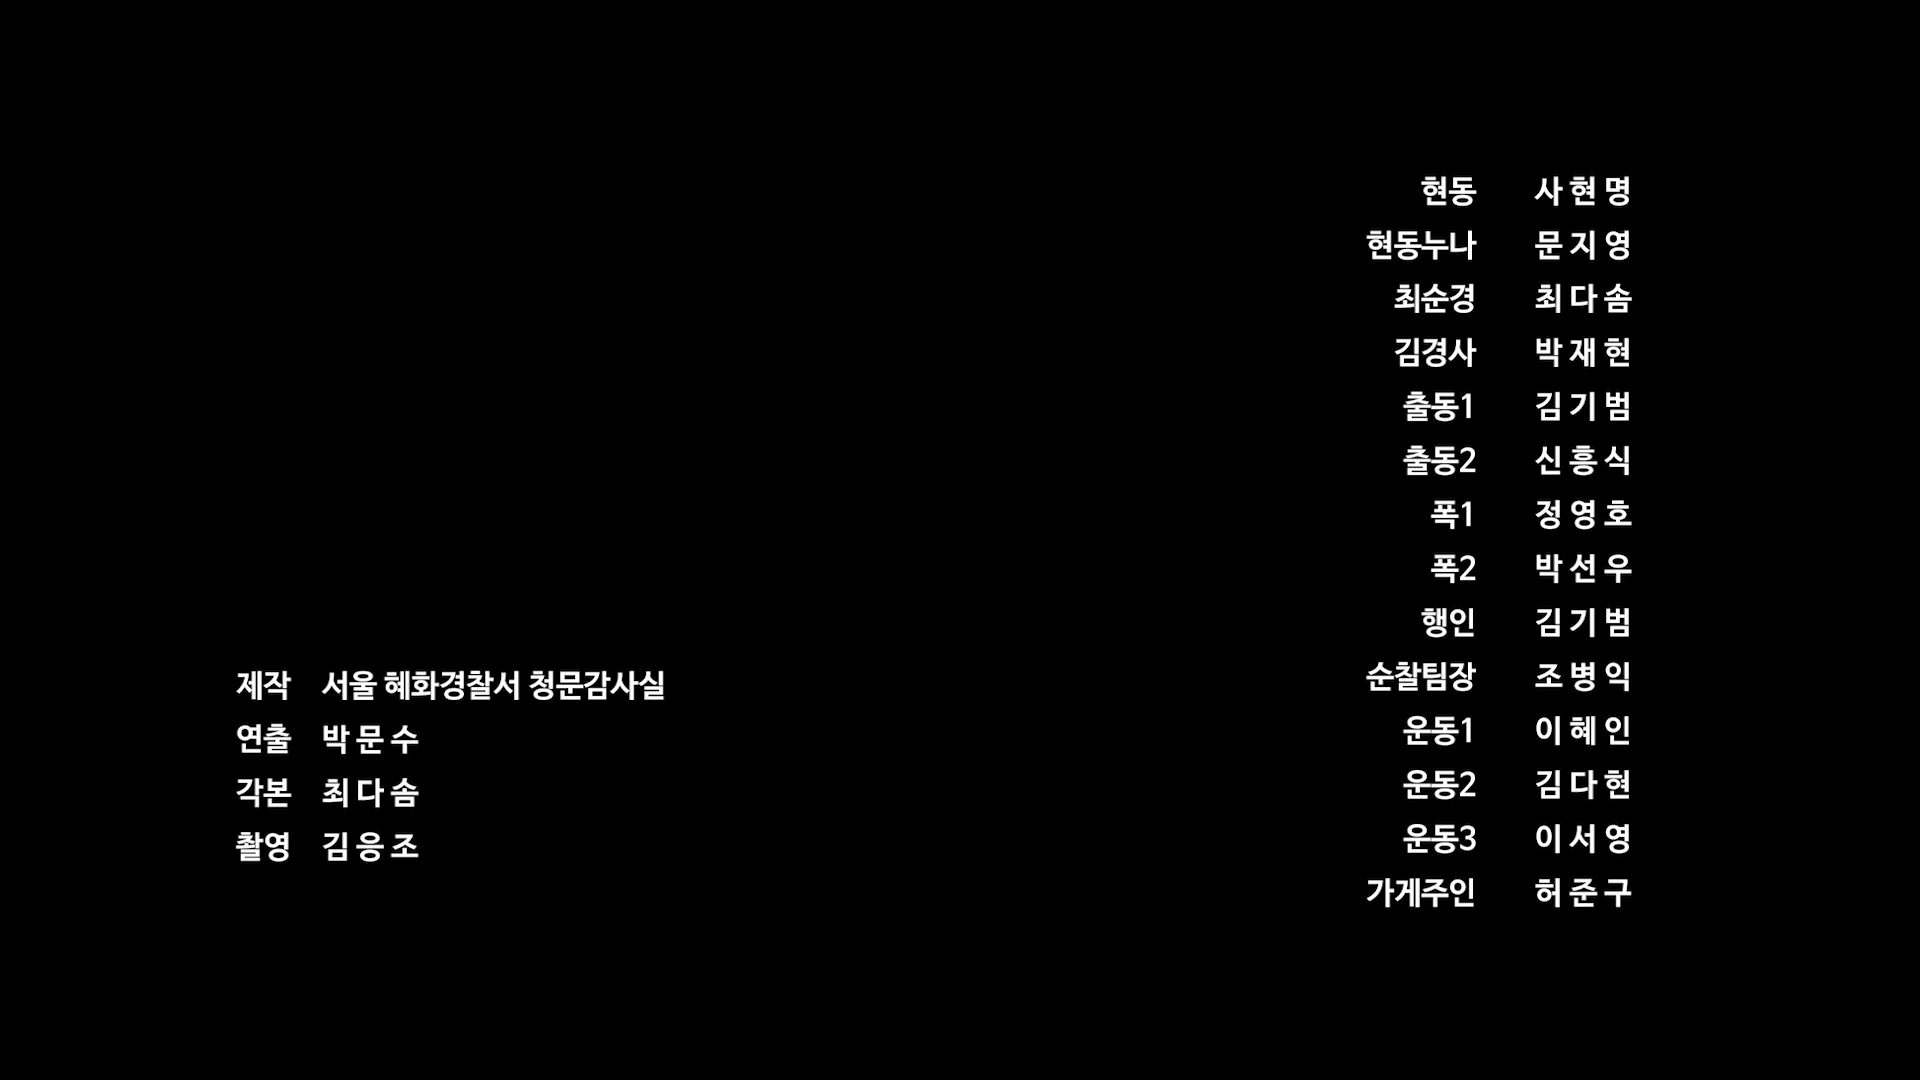 제작 서울 혜화경찰서 청문감사실
연출 박 문 수
각본 최 다 솜
촬영 김 응 조
현동 사 현 명
현동누나 문 지 영
최순경 최 다 솜
김경사 박 재 현
출동1 김 기 범
출동2 신 흥 식
폭1 정 영 호
폭2 박 선 우
행인 김 기 범
순찰팀장 조 병 익
운동1 이 혜 인
운동2 김 다 현
운동3 이 서 영
가게주인 허 준 구